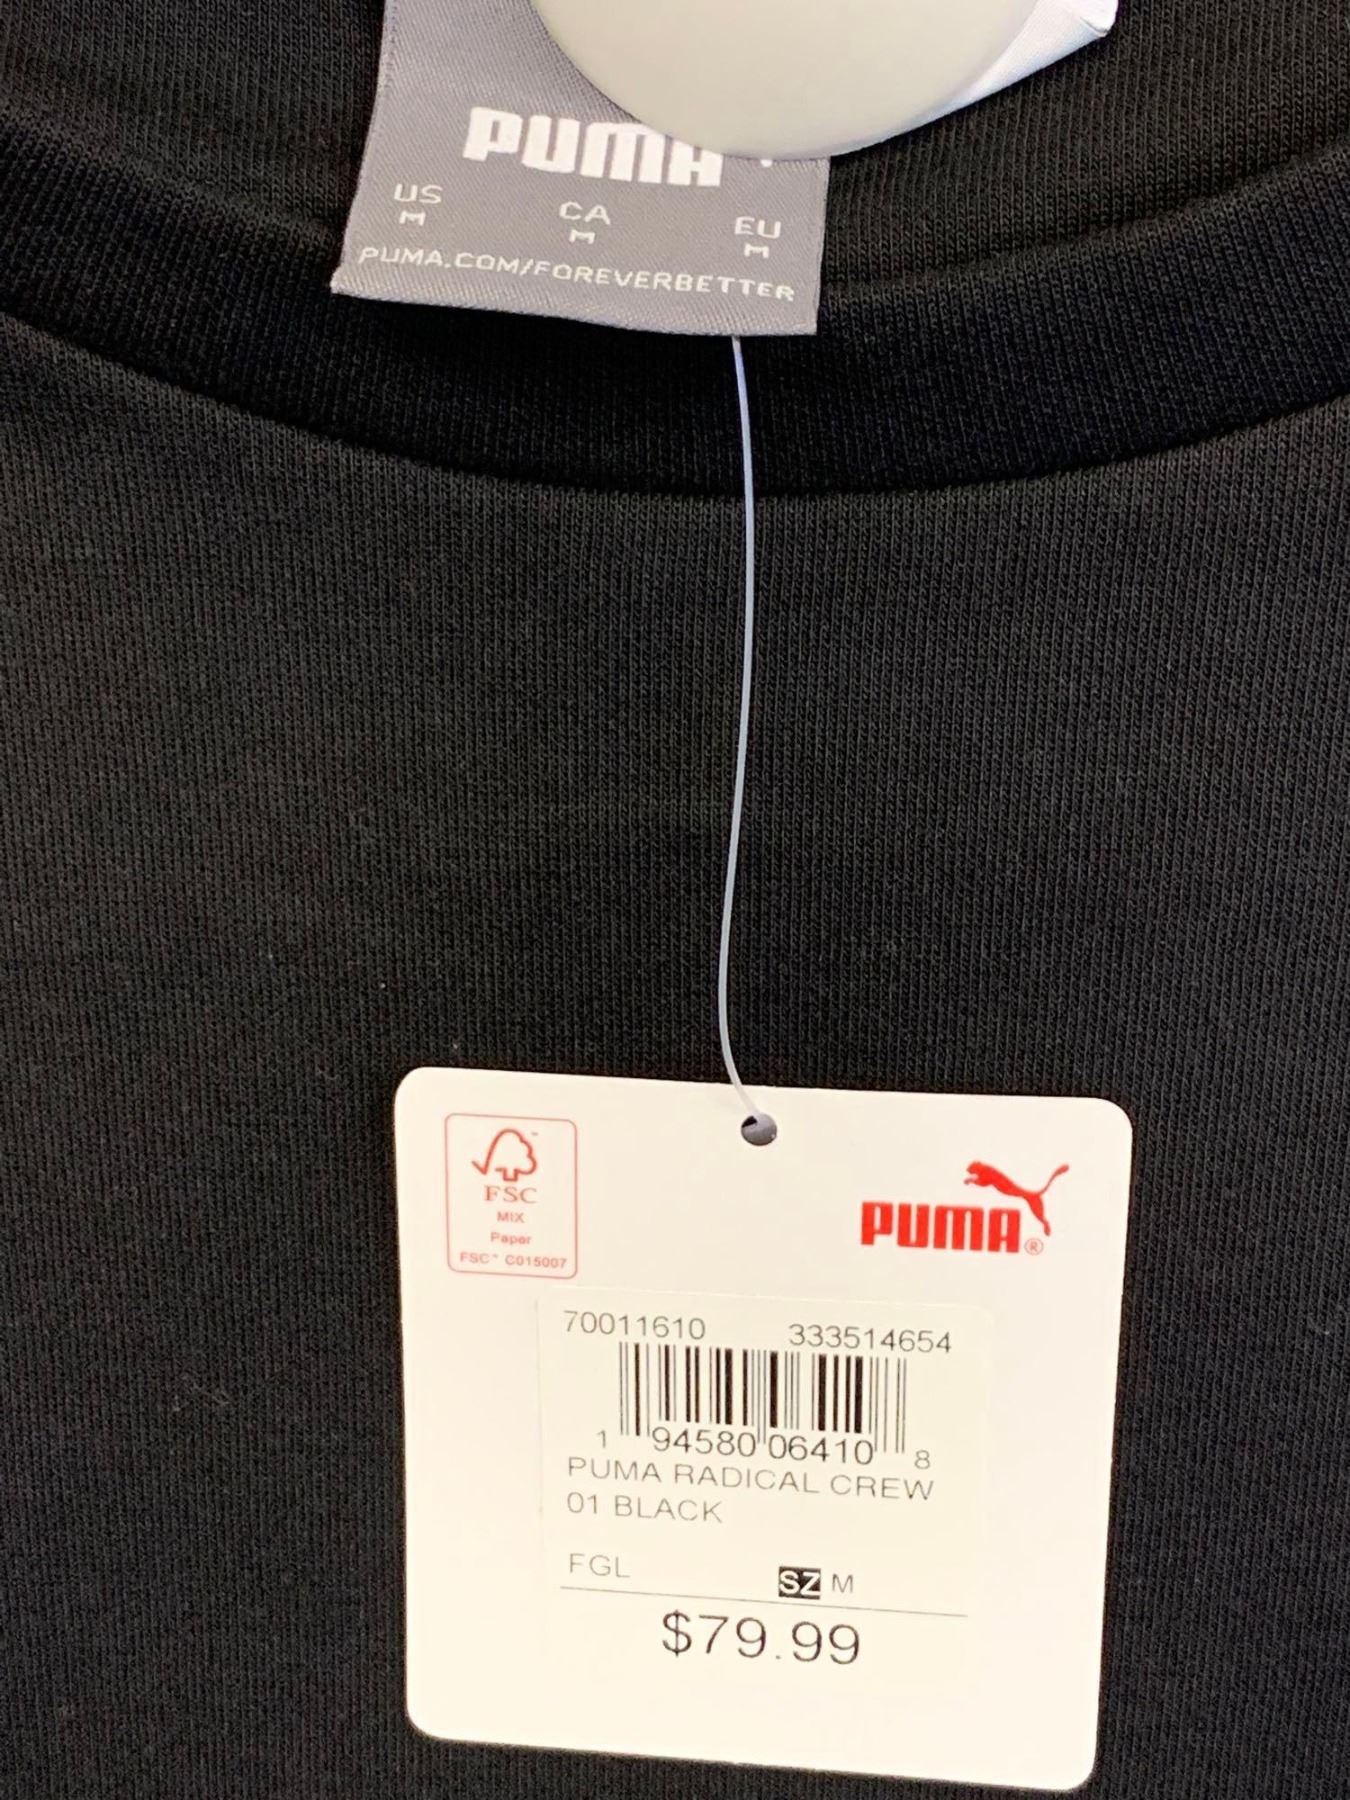 PUMA
US CA EU
M M M
PUMA.COM/FOREVERBETTER
FSC
MIX
Paper
FSC™ C015007
PUMA®
70011610 333514654
1 94580 06410 8
PUMA RADICAL CREW
01 BLACK
FGL SZ M
$79.99